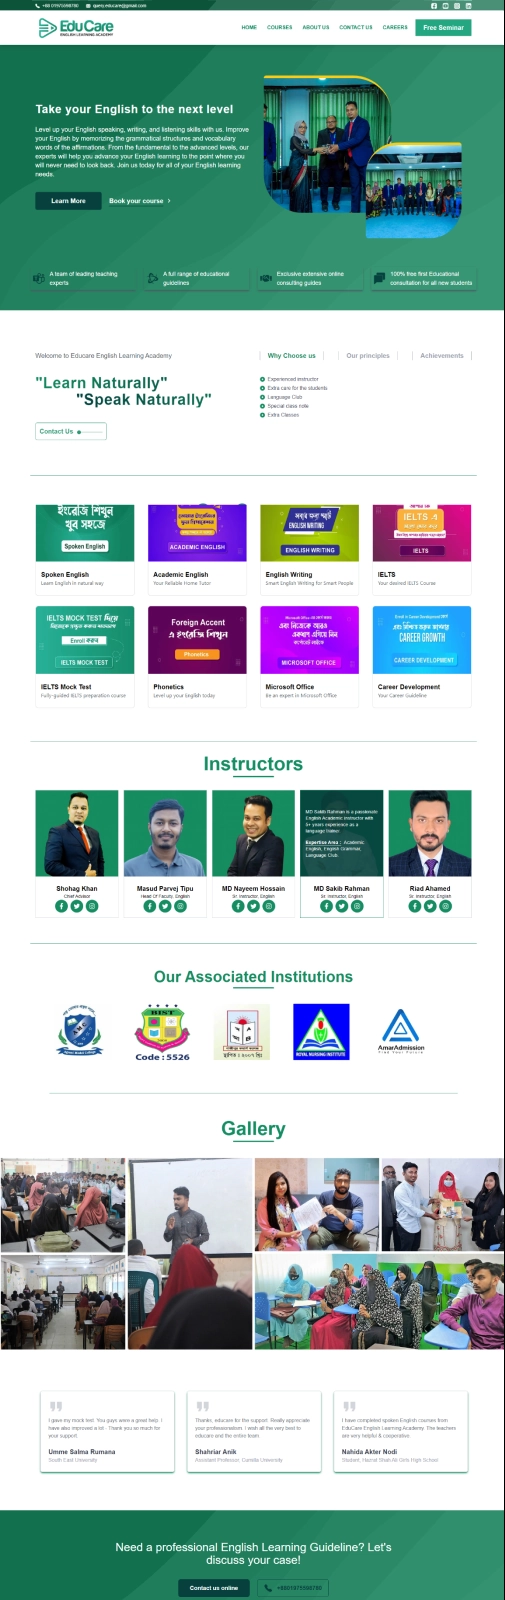 +88 01975998786 query.educare@gmail.com
EduCare
ENGLISH LEARNING ACADEMY
HOME COURSES ABOUT US CONTACT US CAREERS Free Seminar
Take your English to the next level
Level up your English speaking, writing, and listening skills with us. Improve
your English by memorizing the grammatical structures and vocabulary
words of the affirmations. From the fundamental to the advanced levels, our
experts will help you advance your English learning to the point where you
will never need to look back. Join us today for all of your English learning
needs.
Learn More Book your course
A team of leading teaching
experts
A full range of educational
guidelines
Exclusive extensive online
consulting guides
100% free first Educational
consultation for all new students
Welcome to Educare English Learning Academy
"Learn Naturally"
"Speak Naturally"
Contact Us
Why Choose us Our principles Achievements
Experienced instructor
Extra care for the students
Language Club
Special class note
Extra Classes
ইংরেজি শিখুন
খুব সহজে
Spoken English
Spoken English
Learn English in natural way
ACADEMIC ENGLISH
Academic English
Your Reliable Home Tutor
ENGLISH WRITING
ENGLISH WRITING
English Writing
Smart English Writing for Smart People
IELTS এ
IELTS
IELTS
Your desired IELTS Course
IELTS MOCK TEST দিয়ে
Enroll করুন
IELTS MOCK TEST
IELTS Mock Test
Fully-guided IELTS preparation course
Foreign Accent
এ ইংরেজি শিখুন
Phonetics
Phonetics
Level up your English today
MICROSOFT OFFICE
Microsoft Office
Be an expert in Microsoft Office
CAREER GROWTH
CAREER DEVELOPMENT
Career Development
Your Career Guideline
Instructors
Shohag Khan
Chief Advisor
Masud Parvej Tipu
Head Of Faculty, English
MD Nayeem Hossain
Sr. Instructor, English
MD Sakib Rahman is a passionate
English Academic Instructor with
5+ years experience as a
language trainer
Expertise Area : Academic
English, English Grammar,
Language Club.
MD Sakib Rahman
Sr. Instructor, English
Riad Ahamed
Sr. Instructor, English
Our Associated Institutions
AMC
BIST
Code : 5526
ROYAL NURSING INSTITUTE
AmarAdmission
Find Your Future
Gallery
I gave my mock test. You guys were a great help. I
have also improved a lot . Thank you so much for
your support.
Umme Salma Rumana
South East University
Thanks, educare for the support. Really appreciate
your professionalism. I wish all the very best to
educare and the entire team
Shahriar Anik
Assistant Professor, Comilla University
I have completed spoken English courses from
EduCare English Learning Academy. The teachers
are very helpful & cooperative
Nahida Akter Nodi
Student, Hazrat Shah Ali Girls High School
Need a professional English Learning Guideline? Let's
discuss your case!
Contact us online +8801975998786